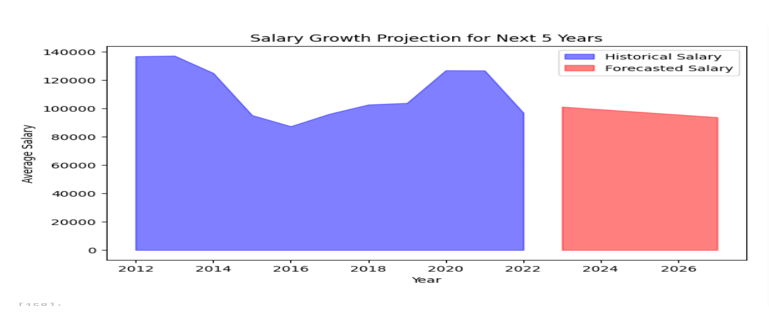 Salary Growth Projection for Next 5 Years
Historical Salary
Forecasted Salary
Average Salary
140000
120000
100000
80000
60000
40000
20000
0
2012 2014 2016 2018 2020 2022 2024 2026
Year